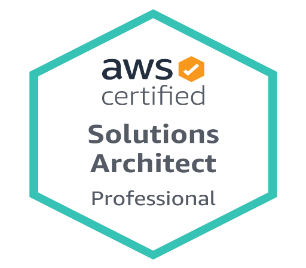 aws
certified
Solutions
Architect
Professional